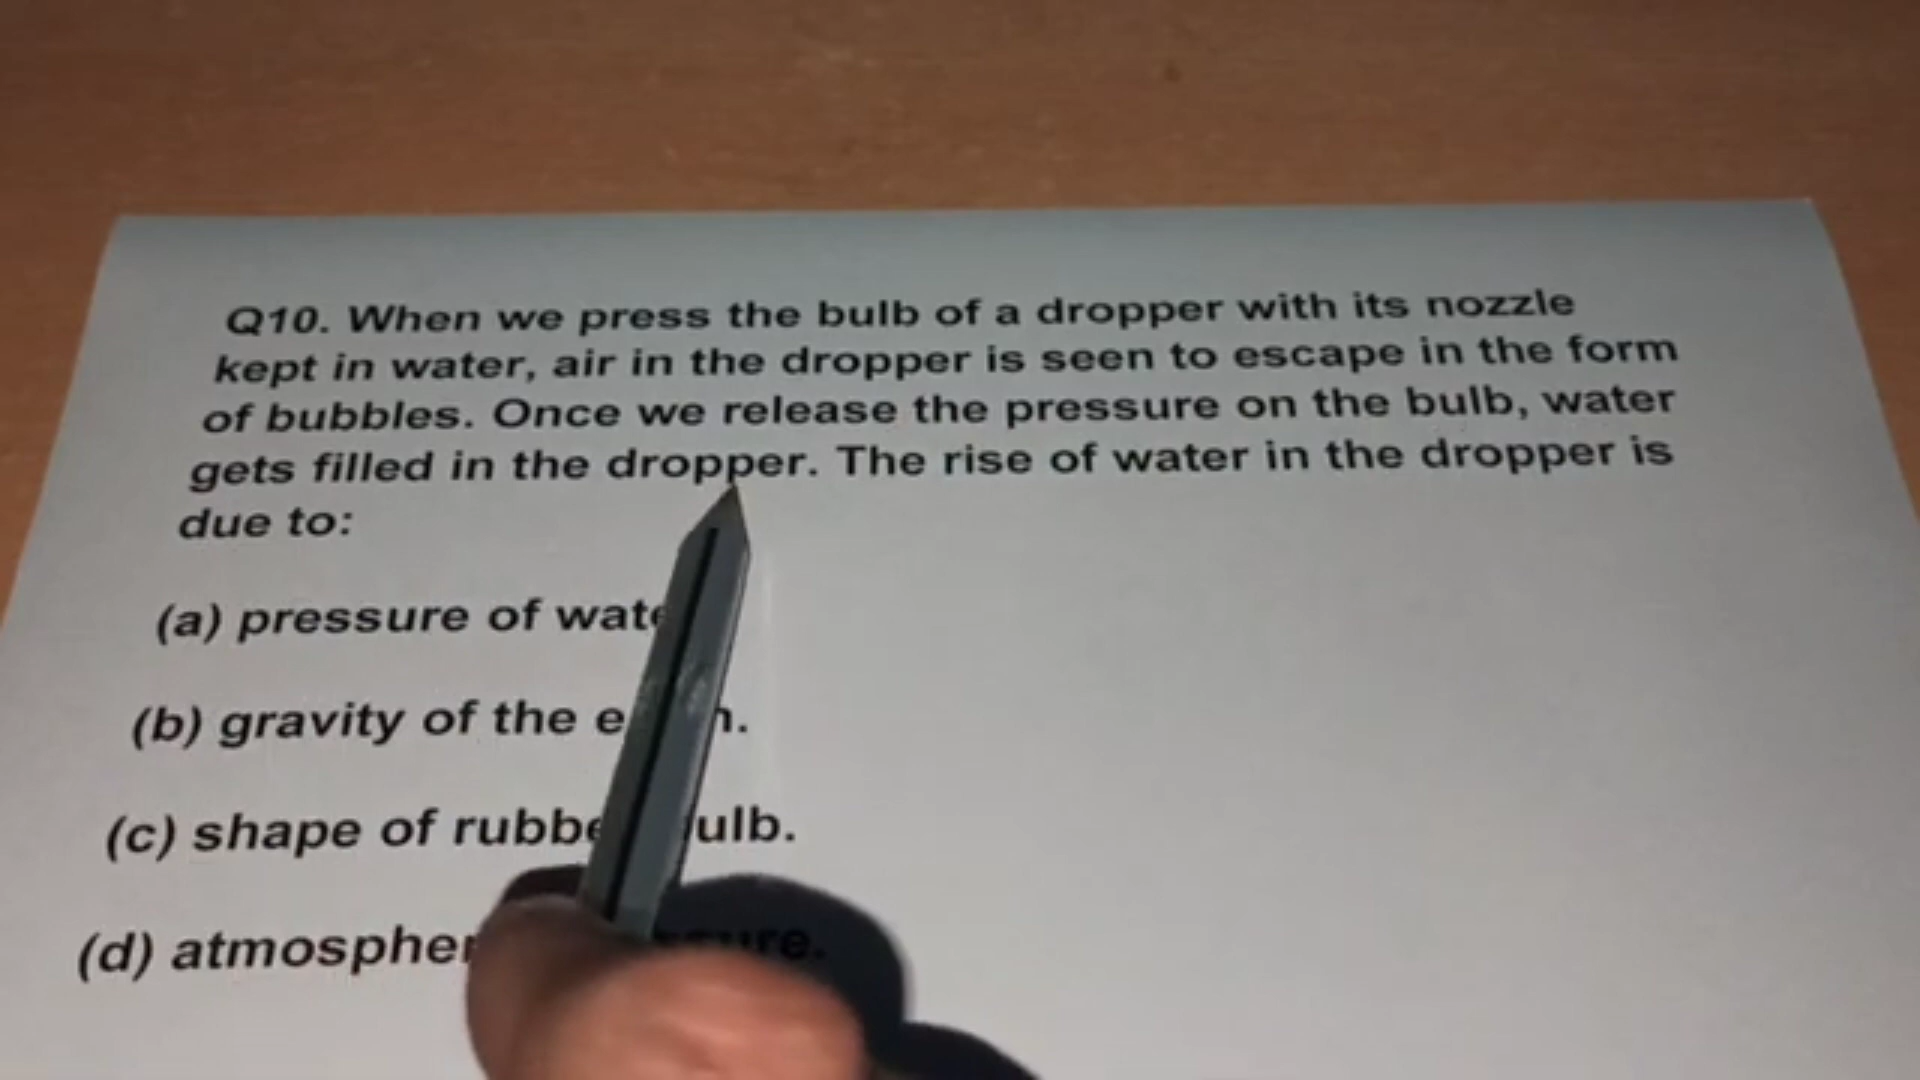 Q10. When we press the bulb of a dropper with its nozzle
kept in water, air in the dropper is seen to escape in the form
of bubbles. Once we release the pressure on the bulb, water
gets filled in the dropper. The rise of water in the dropper is
due to:
(a) pressure of
(b) gravity of the
(c) shape of
(d)